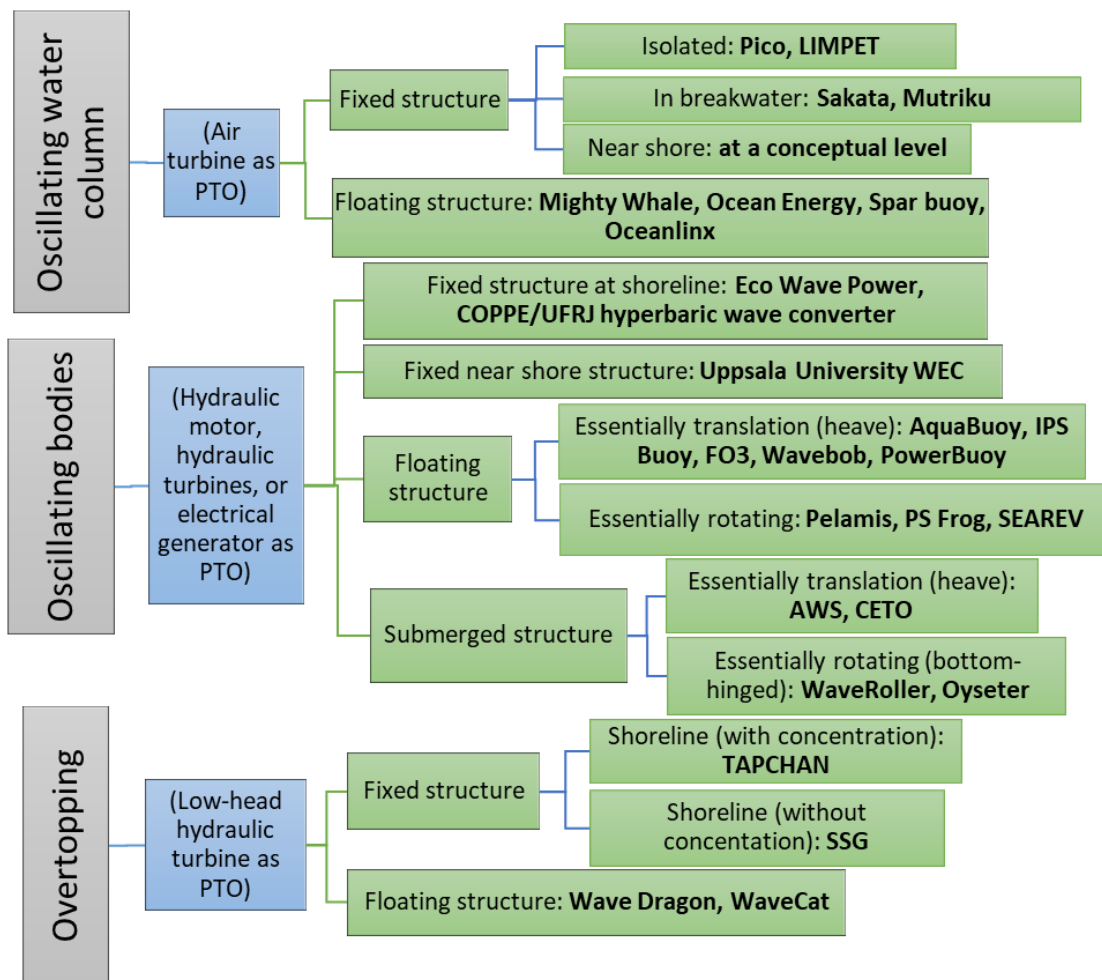 Oscillating water
column
(Air
turbine as
PTO)
Fixed structure
Isolated: Pico, LIMPET
In breakwater: Sakata, Mutriku
Near shore: at a conceptual level
Floating structure: Mighty Whale, Ocean Energy, Spar buoy,
Oceanlinx
Oscillating bodies
(Hydraulic
motor,
hydraulic
turbines, or
electrical
generator as
PTO)
Fixed structure at shoreline: Eco Wave Power,
COPPE/UFRJ hyperbaric wave converter
Fixed near shore structure: Uppsala University WEC
Floating
structure
Essentially translation (heave): AquaBuoy, IPS
Buoy, FO3, Wavebob, PowerBuoy
Essentially rotating: Pelamis, PS Frog, SEAREV
Submerged structure
Essentially translation (heave):
AWS, CETO
Essentially rotating (bottom-
hinged): WaveRoller, Oyseter
Overtopping
(Low-head
hydraulic
turbine as
PTO)
Fixed structure
Shoreline (with concentration):
TAPCHAN
Shoreline (without
concentation): SSG
Floating structure: Wave Dragon, WaveCat